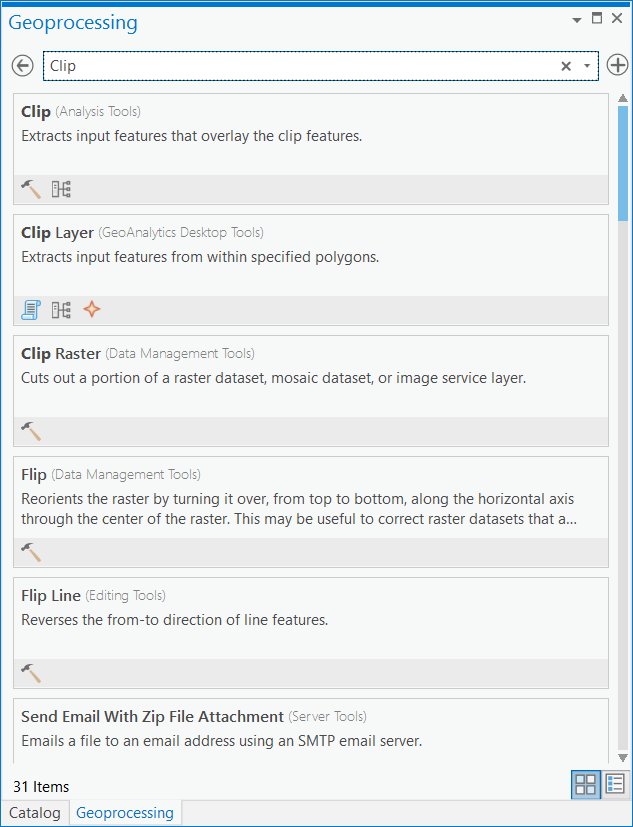 Geoprocessing
Clip
Clip (Analysis Tools)
Extracts input features that overlay the clip features.
Clip Layer (GeoAnalytics Desktop Tools)
Extracts input features from within specified polygons.
Clip Raster (Data Management Tools)
Cuts out a portion of a raster dataset, mosaic dataset, or image service layer.
Flip (Data Management Tools)
Reorients the raster by turning it over, from top to bottom, along the horizontal axis
through the center of the raster. This may be useful to correct raster datasets that a...
Flip Line (Editing Tools)
Reverses the from-to direction of line features.
Send Email With Zip File Attachment (Server Tools)
Emails a file to an email address using an SMTP email server.
31 Items
Catalog Geoprocessing